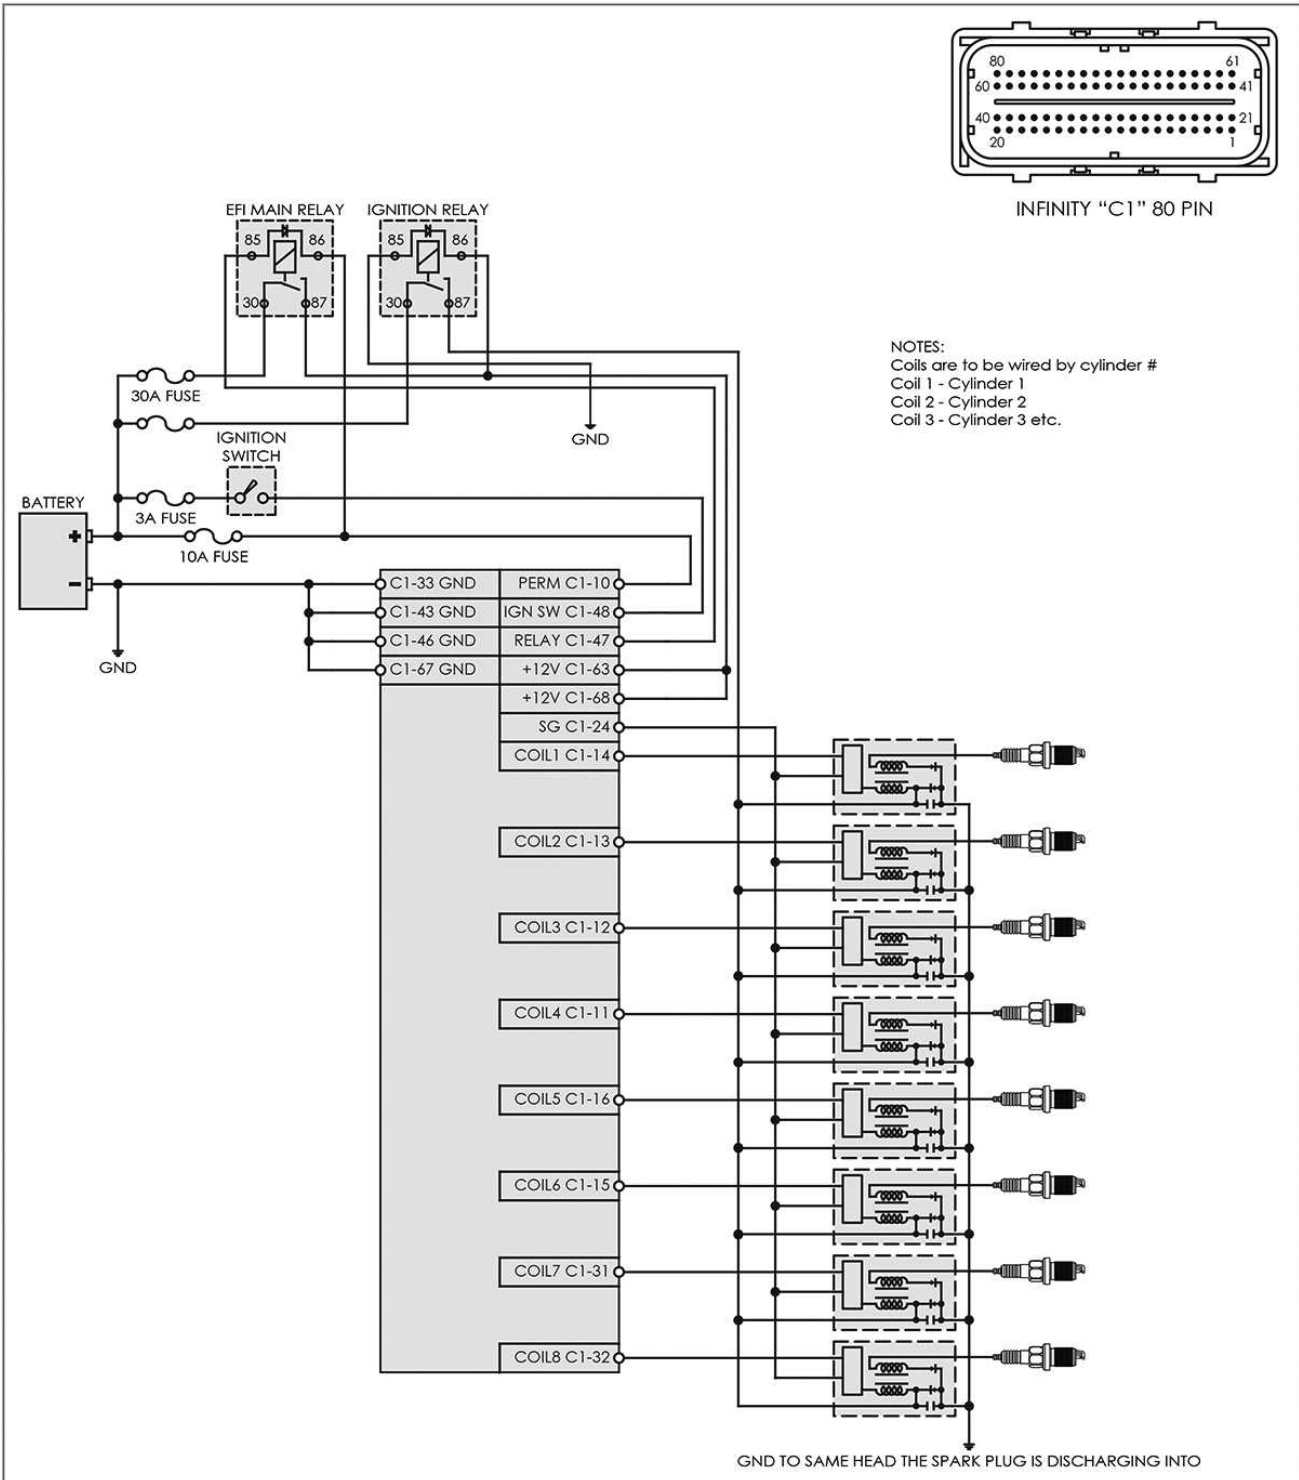 80 61
60 41
40 21
20 1
INFINITY “C1” 80 PIN
EFI MAIN RELAY IGNITION RELAY
85 86 85 86
30 87 30 87
NOTES:
Coils are to be wired by cylinder #
Coil 1 - Cylinder 1
Coil 2 - Cylinder 2
Coil 3 - Cylinder 3 etc.
30A FUSE
GND
IGNITION
SWITCH
BATTERY
3A FUSE
+
10A FUSE
-
C1-33 GND PERM C1-10
C1-43 GND IGN SW C1-48
C1-46 GND RELAY C1-47
C1-67 GND +12V C1-63
GND
+12V C1-68
SG C1-24
COIL1 C1-14
COIL2 C1-13
COIL3 C1-12
COIL4 C1-11
COIL5 C1-16
COIL6 C1-15
COIL7 C1-31
COIL8 C1-32
GND TO SAME HEAD THE SPARK PLUG IS DISCHARGING INTO